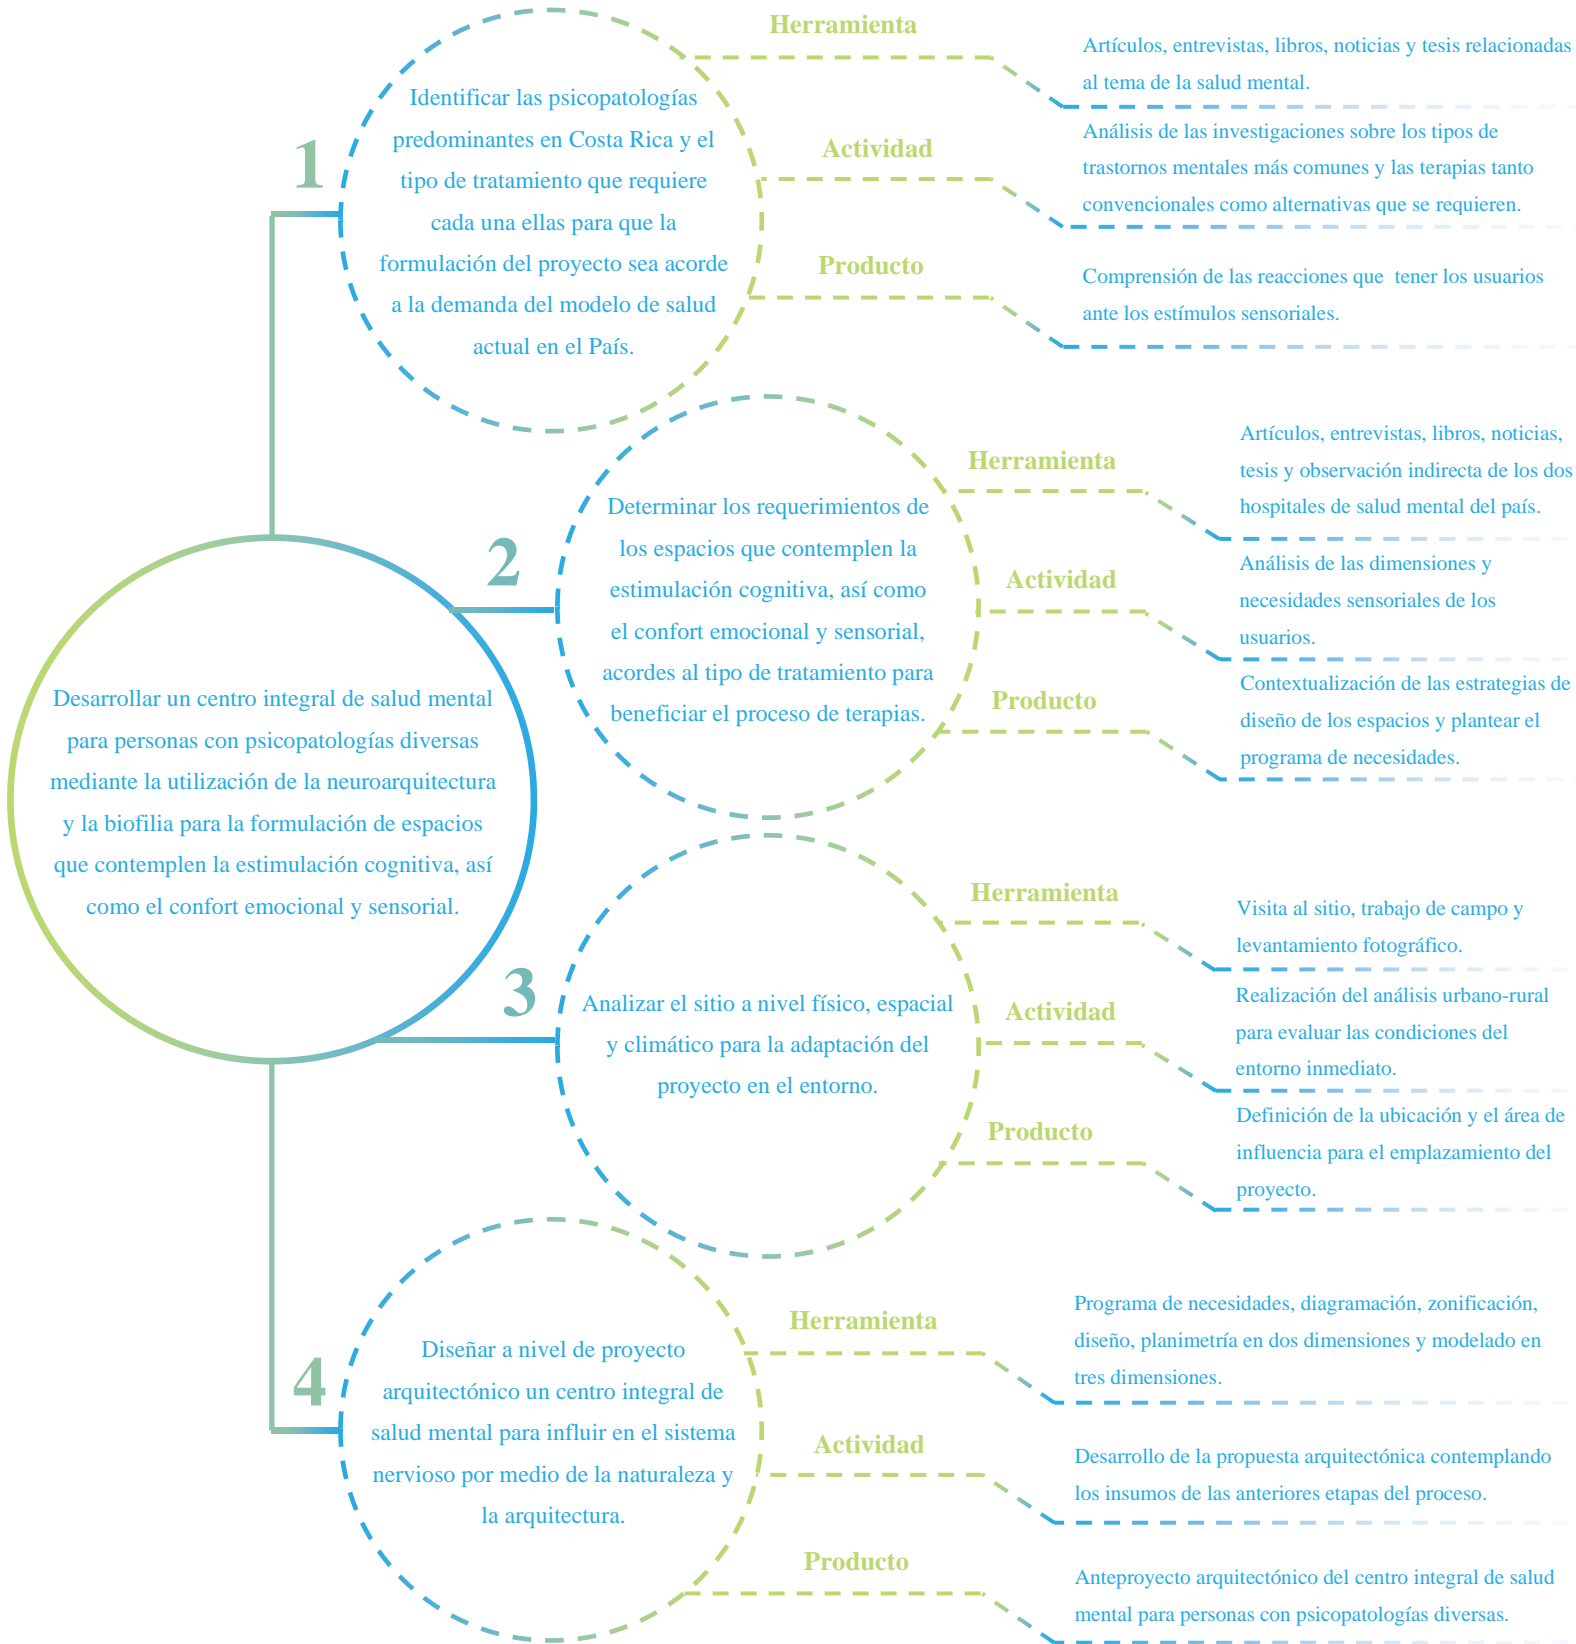 Desarrollar un centro integral de salud mental
para personas con psicopatologías diversas
mediante la utilización de la neuroarquitectura
y la biofilia para la formulación de espacios
que contemplen la estimulación cognitiva, así
como el confort emocional y sensorial.
1
Identificar las psicopatologías
predominantes en Costa Rica y el
tipo de tratamiento que requiere
cada una ellas para que la
formulación del proyecto sea acorde
a la demanda del modelo de salud
actual en el País.
Herramienta
Artículos, entrevistas, libros, noticias y tesis relacionadas
al tema de la salud mental.
Actividad
Análisis de las investigaciones sobre los tipos de
trastornos mentales más comunes y las terapias tanto
convencionales como alternativas que se requieren.
Producto
Comprensión de las reacciones que  tener los usuarios
ante los estímulos sensoriales.
2
Determinar los requerimientos de
los espacios que contemplen la
estimulación cognitiva, así como
el confort emocional y sensorial,
acordes al tipo de tratamiento para
beneficiar el proceso de terapias.
Herramienta
Artículos, entrevistas, libros, noticias,
tesis y observación indirecta de los dos
hospitales de salud mental del país.
Actividad
Análisis de las dimensiones y
necesidades sensoriales de los
usuarios.
Producto
Contextualización de las estrategias de
diseño de los espacios y plantear el
programa de necesidades.
3
Analizar el sitio a nivel físico, espacial
y climático para la adaptación del
proyecto en el entorno.
Herramienta
Visita al sitio, trabajo de campo y
levantamiento fotográfico.
Actividad
Realización del análisis urbano-rural
para evaluar las condiciones del
entorno inmediato.
Producto
Definición de la ubicación y el área de
influencia para el emplazamiento del
proyecto.
4
Diseñar a nivel de proyecto
arquitectónico un centro integral de
salud mental para influir en el sistema
nervioso por medio de la naturaleza y
la arquitectura.
Herramienta
Programa de necesidades, diagramación, zonificación,
diseño, planimetría en dos dimensiones y modelado en
tres dimensiones.
Actividad
Desarrollo de la propuesta arquitectónica contemplando
los insumos de las anteriores etapas del proceso.
Producto
Anteproyecto arquitectónico del centro integral de salud
mental para personas con psicopatologías diversas.